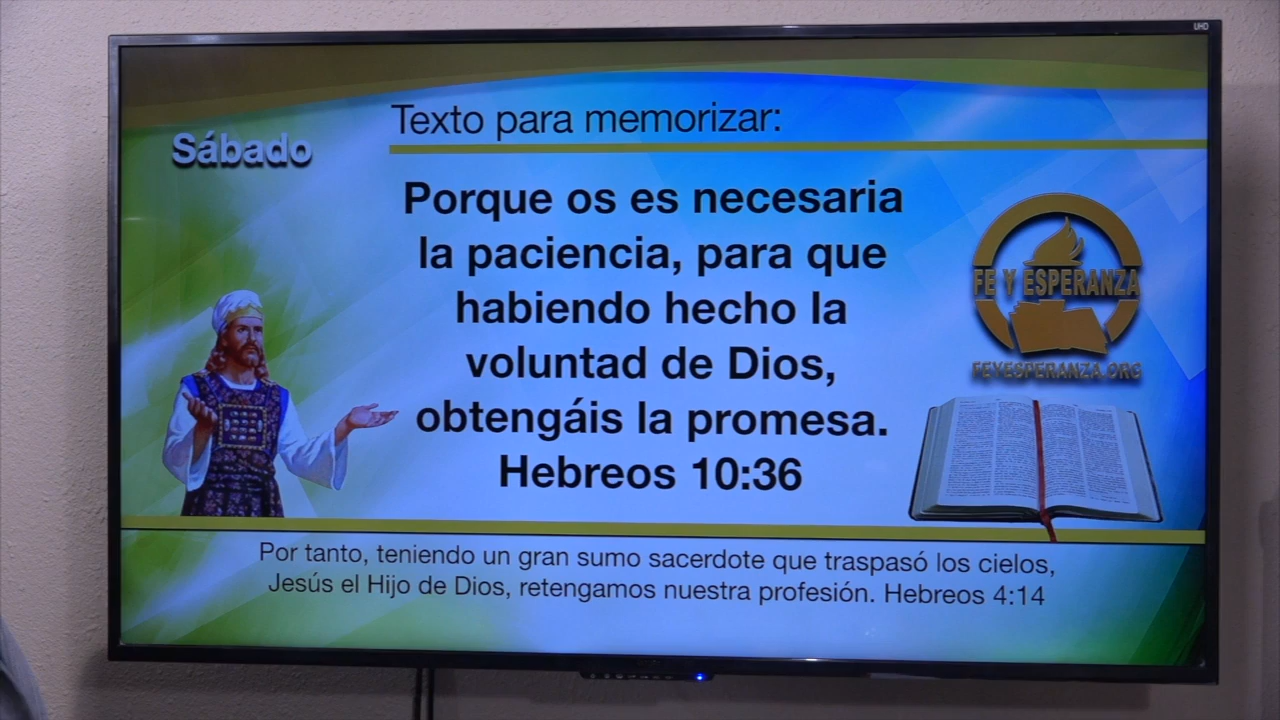 UHD
Sábado
Texto para memorizar:
Porque os es necesaria
la paciencia, para que
habiendo hecho la
voluntad de Dios,
obtengáis la promesa.
Hebreos 10:36
FE Y ESPERANZA
FEYESPERANZA.ORG
Por tanto, teniendo un gran sumo sacerdote que traspasó los cielos,
Jesús el Hijo de Dios, retengamos nuestra profesión. Hebreos 4:14